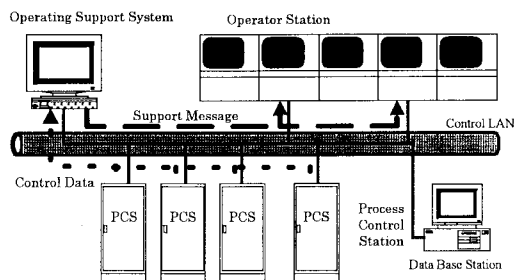 Operating Support System
Operator Station
Support Message
Control LAN
Control Data
PCS
PCS
PCS
PCS
Process
Control
Station
Data Base Station